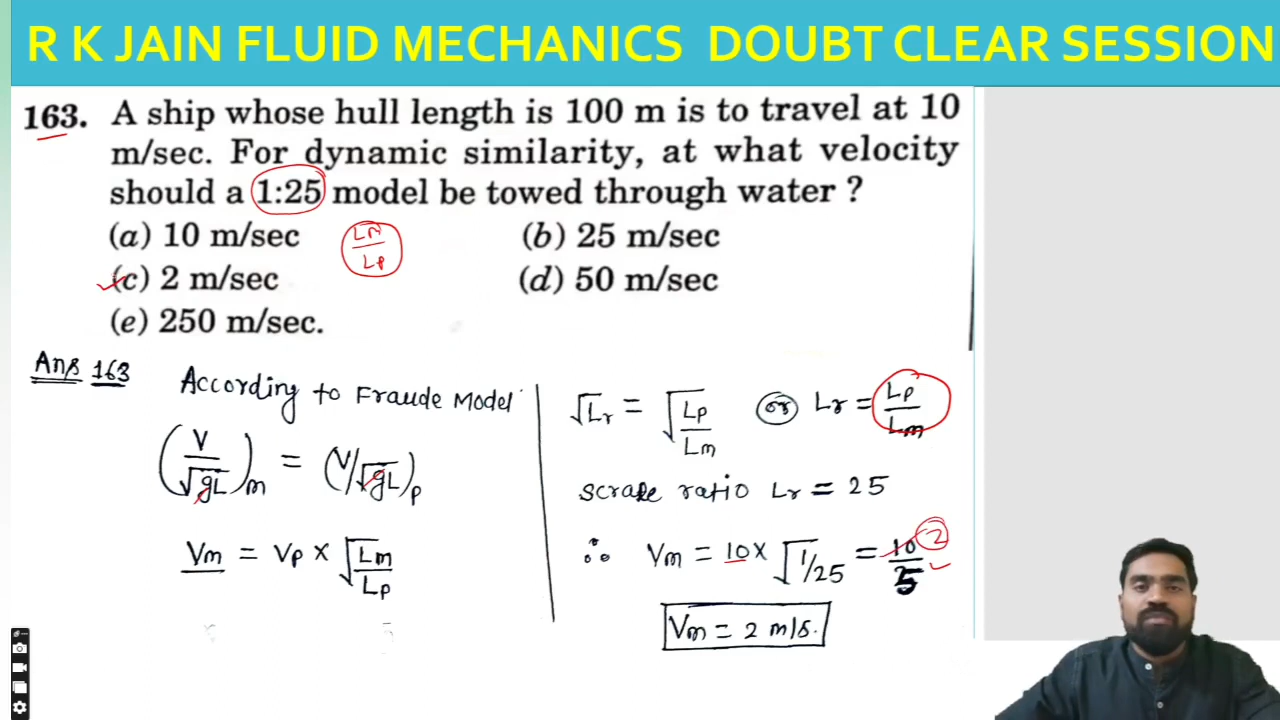 R K JAIN FLUID MECHANICS DOUBT CLEAR SESSION
163. A ship whose hull length is 100 m is to travel at 10
m/sec. For dynamic similarity, at what velocity
should a 1:25 model be towed through water ?
(a) 10 m/sec (b) 25 m/sec
Lm
Lp
(c) 2 m/sec (d) 50 m/sec
(e) 250 m/sec.
Ans 163
According to Fraude Model
(V/√gL)m = (V/√gL)p
Vm = Vp × √Lm/Lp
√Lr = √Lp/Lm or Lr = Lp/Lm
scrale ratio Lr = 25
∴ Vm = 10 × √1/25 = 10/5 2
Vm = 2 m/s.